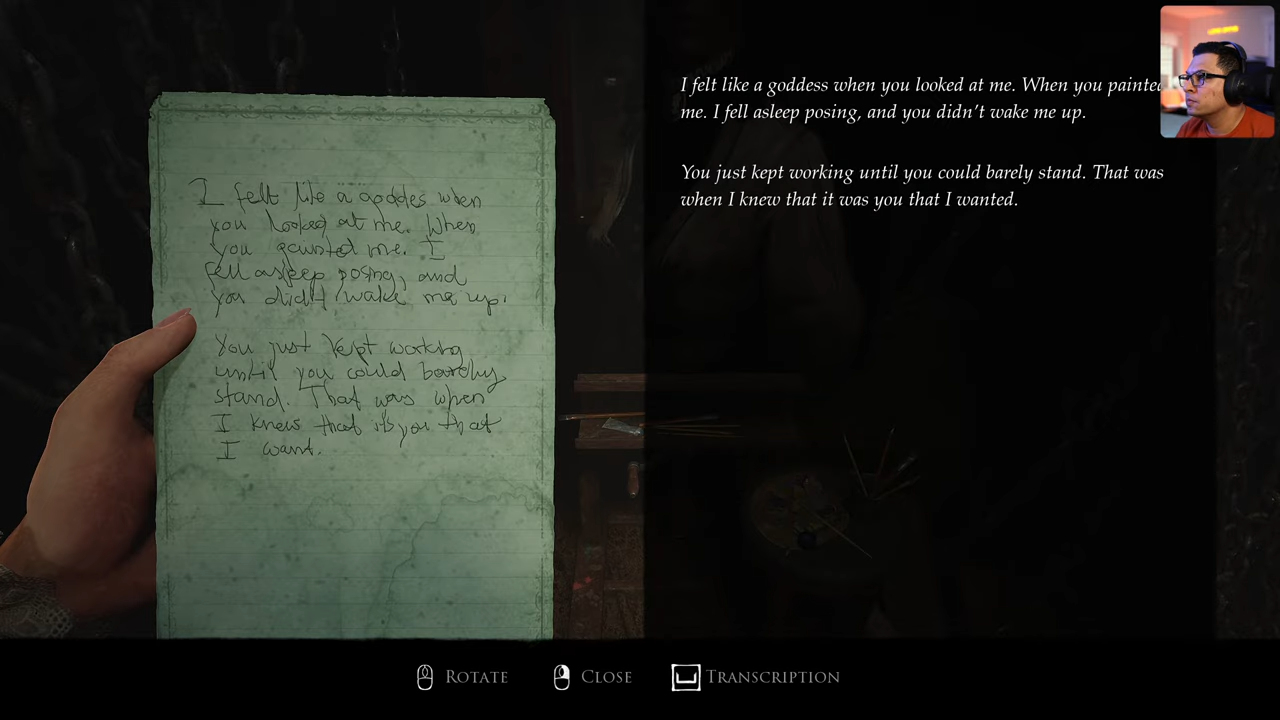 I felt like a goddes when
you looked at me. When
you painted me. I
fell asleep posing, and
you didn't wake me up.
You just kept working
until you could barely
stand. That was when
I knew that it's you that
I want.
I felt like a goddess when you looked at me. When you painted
me. I fell asleep posing, and you didn't wake me up.
You just kept working until you could barely stand. That was
when I knew that it was you that I wanted.
ROTATE
CLOSE
TRANSCRIPTION